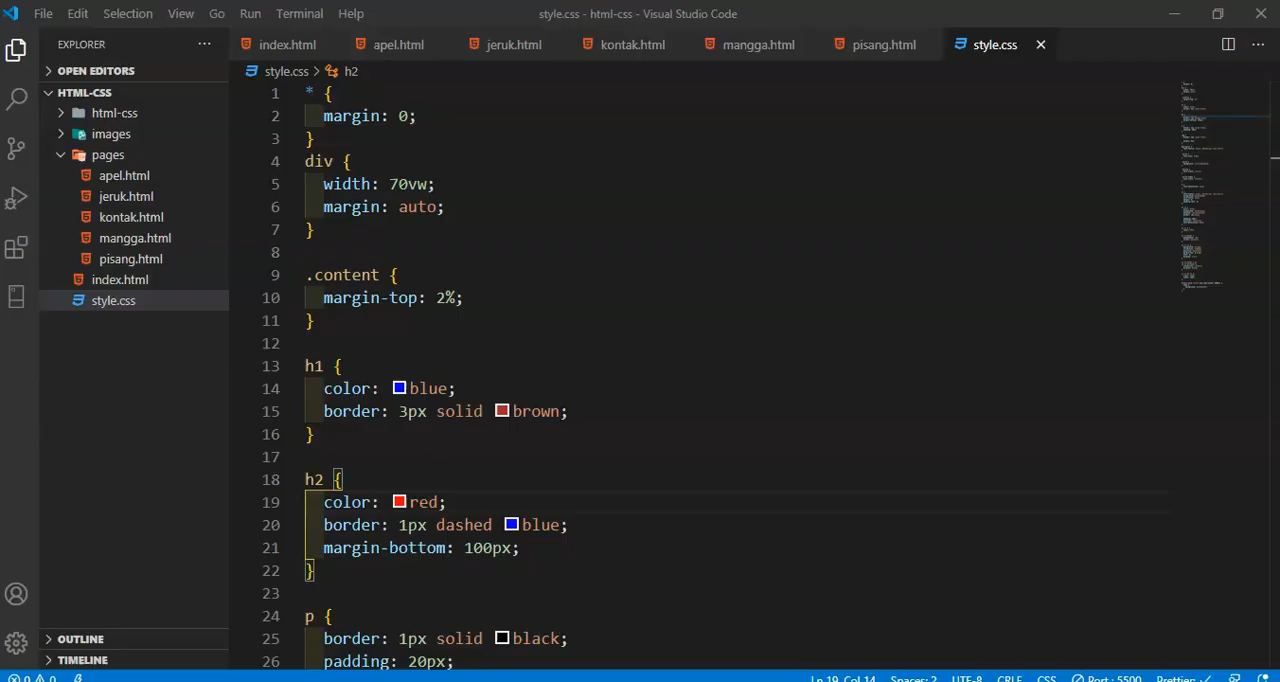 File Edit Selection View Go Run Terminal Help style.css - html-css - Visual Studio Code
EXPLORER
index.html apel.html jeruk.html kontak.html mangga.html pisang.html style.css
OPEN EDITORS
style.css > h2
HTML-CSS
html-css
images
pages
apel.html
jeruk.html
kontak.html
mangga.html
pisang.html
index.html
style.css
OUTLINE
TIMELINE
1 * {
2 margin: 0;
3 }
4 div {
5 width: 70vw;
6 margin: auto;
7 }
8
9 .content {
10 margin-top: 2%;
11 }
12
13 h1 {
14 color: blue;
15 border: 3px solid brown;
16 }
17
18 h2 {
19 color: red;
20 border: 1px dashed blue;
21 margin-bottom: 100px;
22 }
23
24 p {
25 border: 1px solid black;
26 padding: 20px;
0 0 Ln 19, Col 14 Spaces: 2 UTF-8 CRLF CSS Port : 5500 Prettier